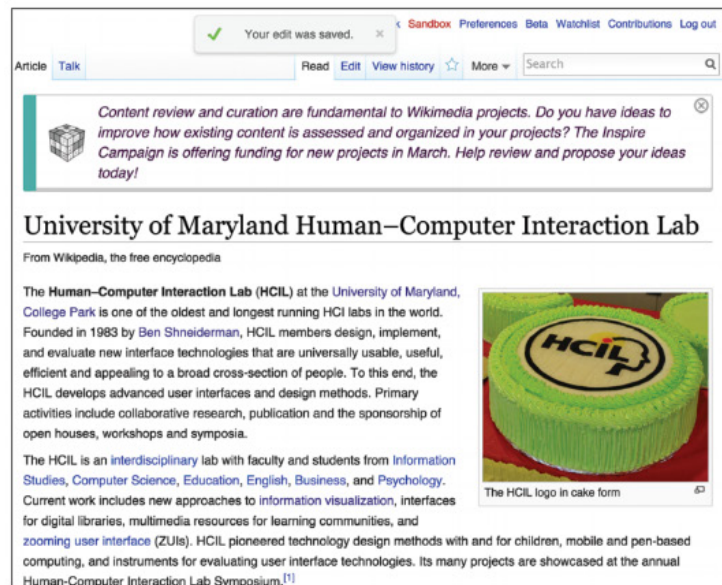 Your edit was saved. ×
Sandbox Preferences Beta Watchlist Contributions Log out
Article Talk Read Edit View history More Search
Content review and curation are fundamental to Wikimedia projects. Do you have ideas to
improve how existing content is assessed and organized in your projects? The Inspire
Campaign is offering funding for new projects in March. Help review and propose your ideas
today!
University of Maryland Human–Computer Interaction Lab
From Wikipedia, the free encyclopedia
The Human–Computer Interaction Lab (HCIL) at the University of Maryland,
College Park is one of the oldest and longest running HCI labs in the world.
Founded in 1983 by Ben Shneiderman, HCIL members design, implement,
and evaluate new interface technologies that are universally usable, useful,
efficient and appealing to a broad cross-section of people. To this end, the
HCIL develops advanced user interfaces and design methods. Primary
activities include collaborative research, publication and the sponsorship of
open houses, workshops and symposia.
HCIL
The HCIL logo in cake form
The HCIL is an interdisciplinary lab with faculty and students from Information
Studies, Computer Science, Education, English, Business, and Psychology.
Current work includes new approaches to information visualization, interfaces
for digital libraries, multimedia resources for learning communities, and
zooming user interface (ZUIs). HCIL pioneered technology design methods with and for children, mobile and pen-based
computing, and instruments for evaluating user interface technologies. Its many projects are showcased at the annual
Human-Computer Interaction Lab Symposium.[1]